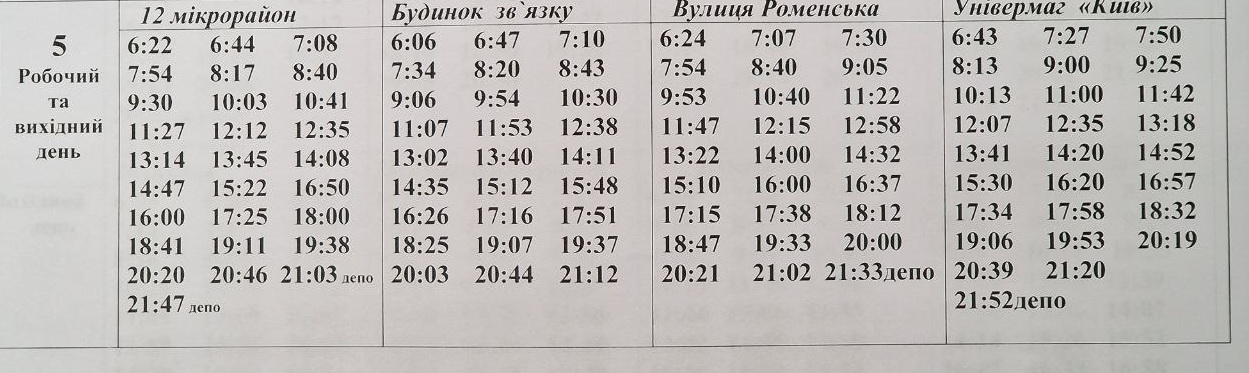 12 мікрорайон Будинок зв`язку Вулиця Роменська Універмаг «Київ»
5 6:22 6:44 7:08 6:06 6:47 7:10 6:24 7:07 7:30 6:43 7:27 7:50
Робочий 7:54 8:17 8:40 7:34 8:20 8:43 7:54 8:40 9:05 8:13 9:00 9:25
та 9:30 10:03 10:41 9:06 9:54 10:30 9:53 10:40 11:22 10:13 11:00 11:42
вихідний 11:27 12:12 12:35 11:07 11:53 12:38 11:47 12:15 12:58 12:07 12:35 13:18
день 13:14 13:45 14:08 13:02 13:40 14:11 13:22 14:00 14:32 13:41 14:20 14:52
14:47 15:22 16:50 14:35 15:12 15:48 15:10 16:00 16:37 15:30 16:20 16:57
16:00 17:25 18:00 16:26 17:16 17:51 17:15 17:38 18:12 17:34 17:58 18:32
18:41 19:11 19:38 18:25 19:07 19:37 18:47 19:33 20:00 19:06 19:53 20:19
20:20 20:46 21:03 депо 20:03 20:44 21:12 20:21 21:02 21:33депо 20:39 21:20
21:47 депо 21:52депо